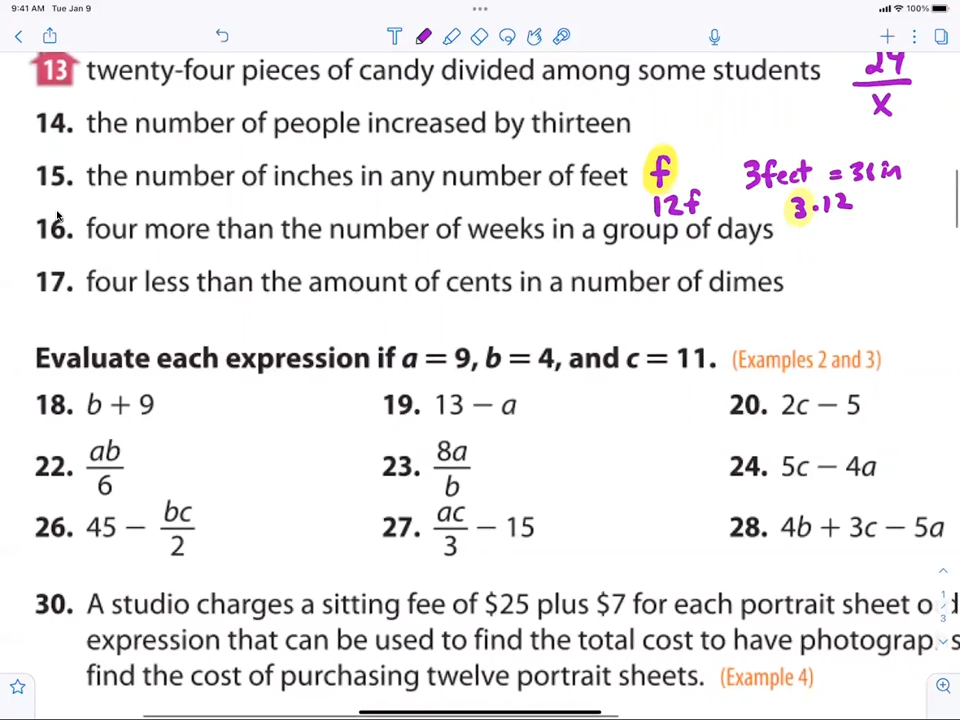 9:41 AM Tue Jan 9
100%
13 twenty-four pieces of candy divided among some students 24/x
14. the number of people increased by thirteen
15. the number of inches in any number of feet f 3feet = 36in
12f 3·12
16. four more than the number of weeks in a group of days
17. four less than the amount of cents in a number of dimes
Evaluate each expression if a = 9, b = 4, and c = 11. (Examples 2 and 3)
18. b + 9 19. 13 − a 20. 2c − 5
22. ab/6 23. 8a/b 24. 5c − 4a
26. 45 − bc/2 27. ac/3 − 15 28. 4b + 3c − 5a
30. A studio charges a sitting fee of $25 plus $7 for each portrait sheet
expression that can be used to find the total cost to have
find the cost of purchasing twelve portrait sheets. (Example 4)
1
3